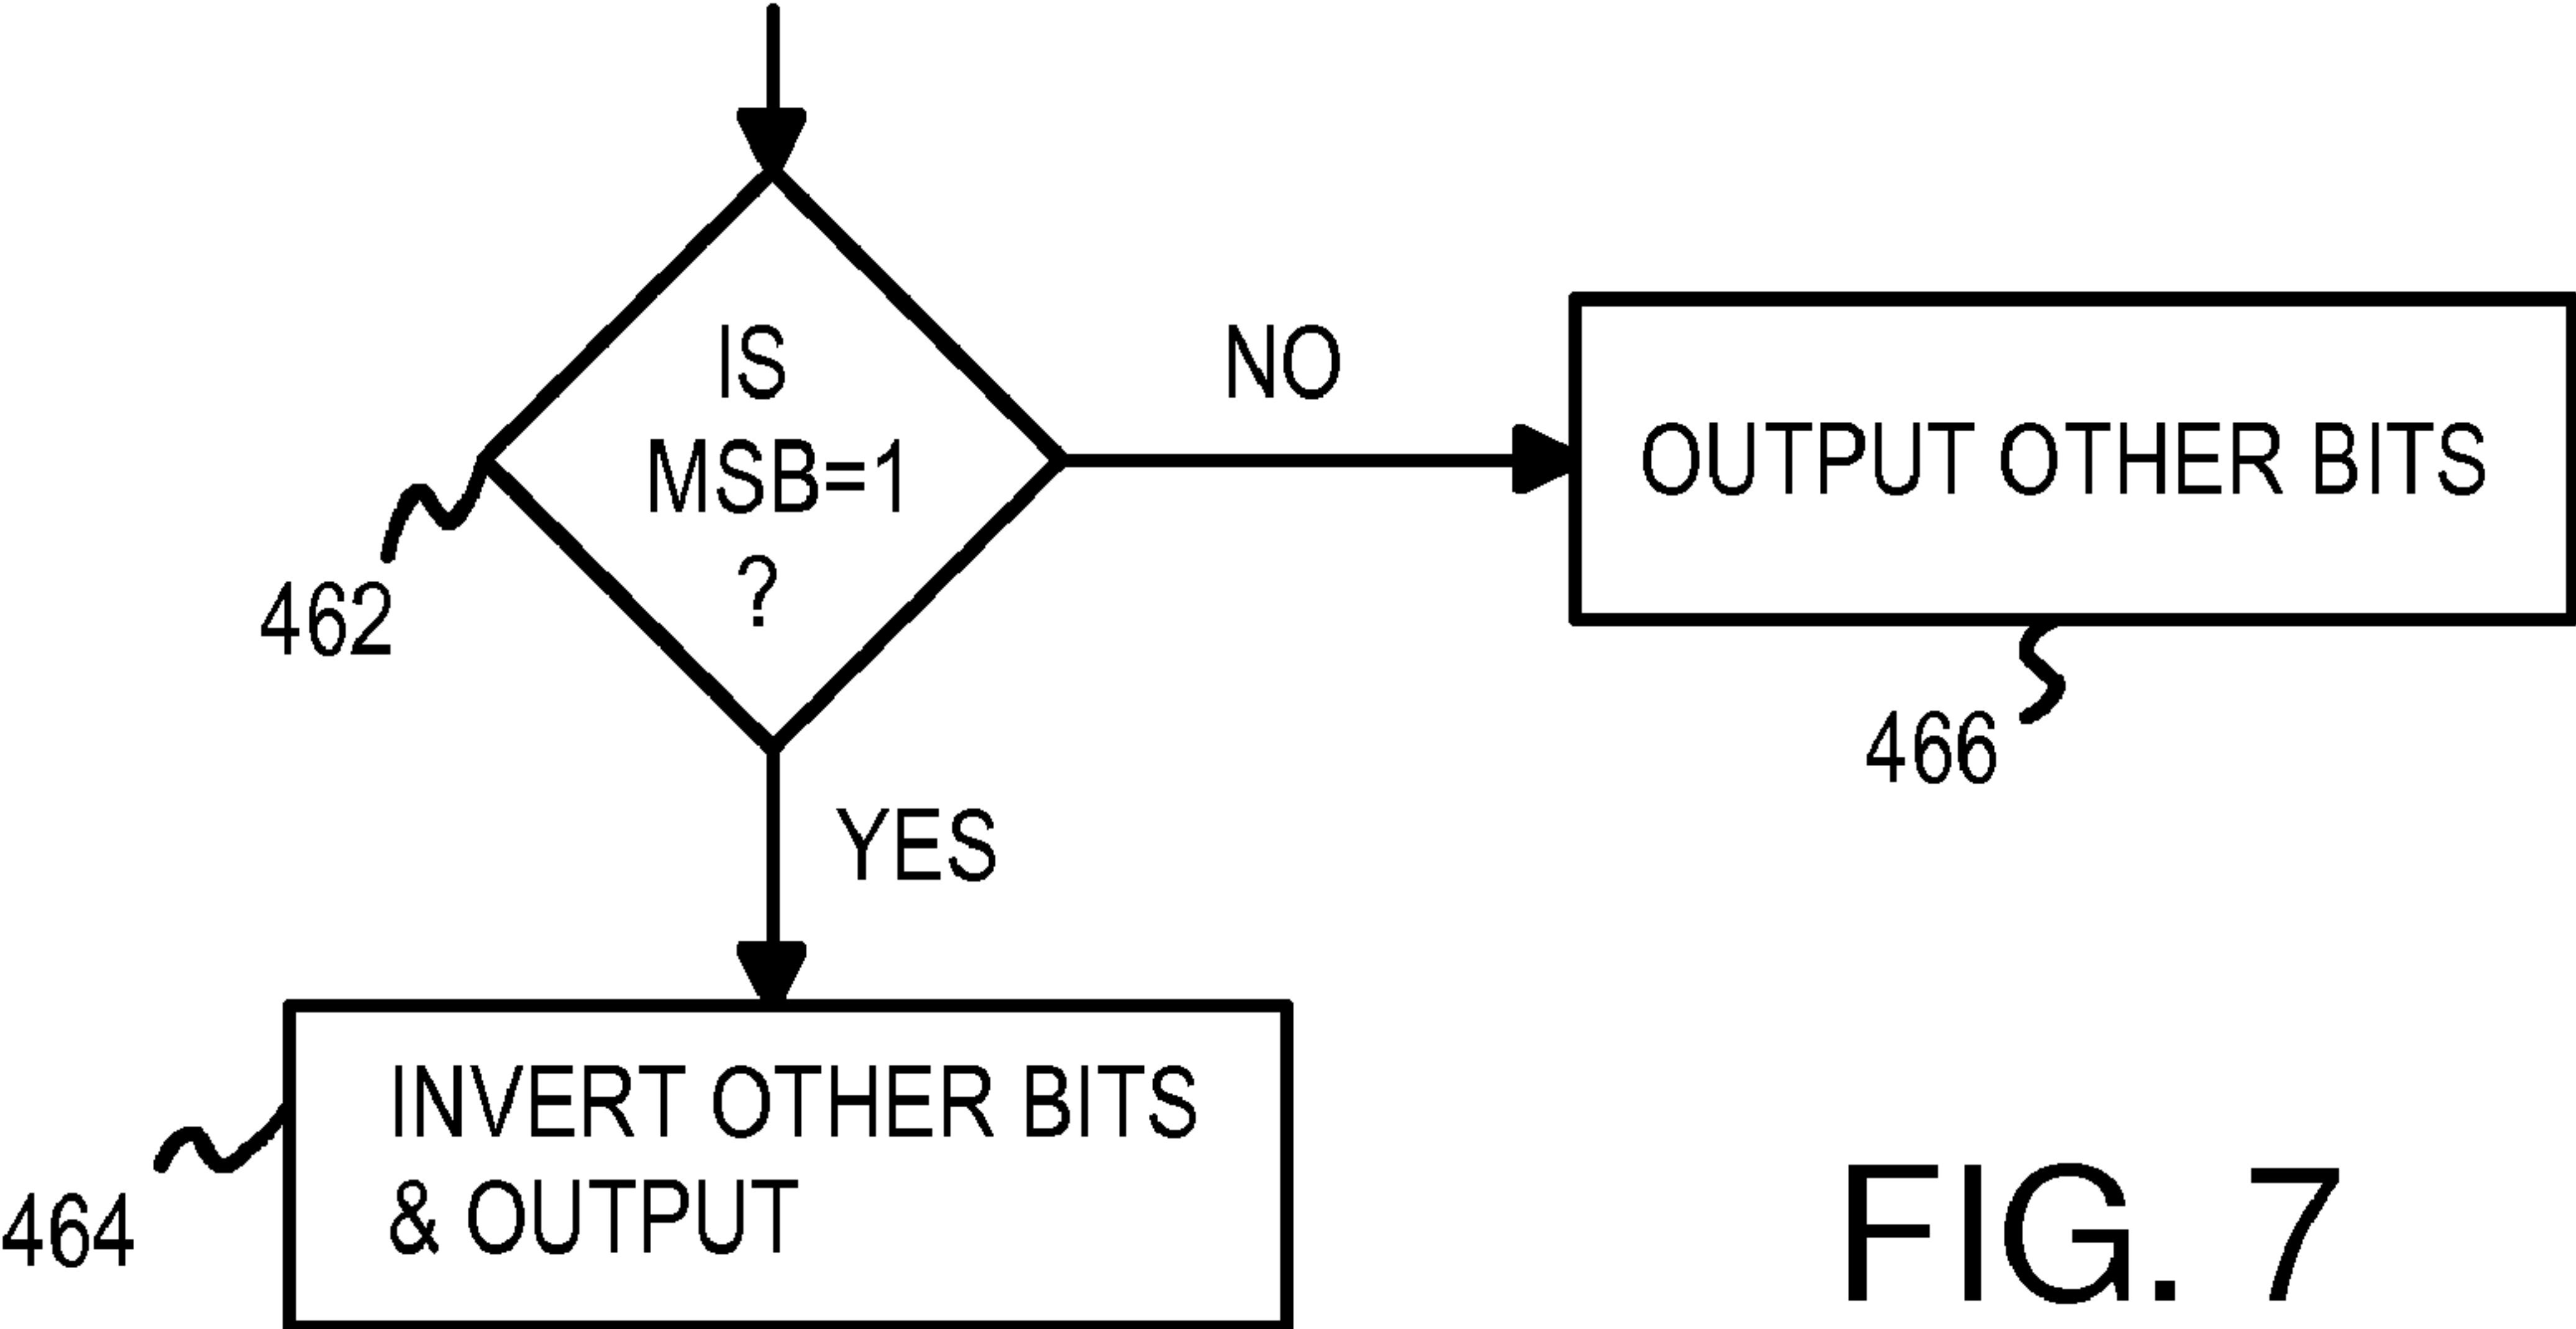 IS
MSB=1
?
NO
OUTPUT OTHER BITS
462
466
YES
INVERT OTHER BITS
& OUTPUT
464
FIG. 7